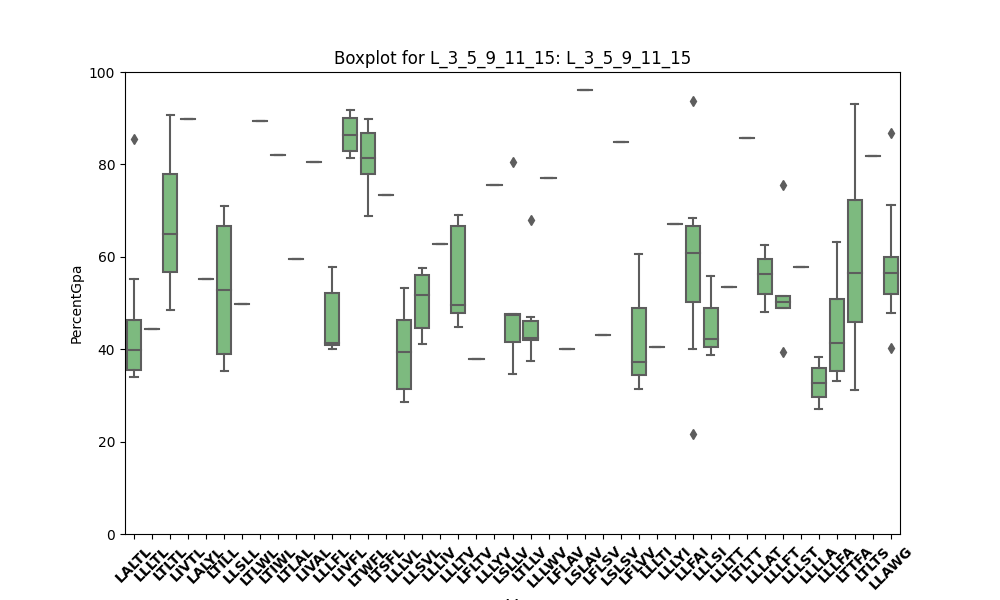 Boxplot for L_3_5_9_11_15: L_3_5_9_11_15
PercentGpa
100
80
60
40
20
0
LALTL
LLLTL
LTLTL
LIVTL
LALYL
LTILL
LLSLL
LTLWL
LTIWL
LTLAL
LIVAL
LLLFL
LIVFL
LTWFL
LTSFL
LLLVL
LLSVL
LLLIV
LLLTV
LFLTV
LLLYV
LSLLV
LTLLV
LLLWV
LFLAV
LSLAV
LFLSV
LSLSV
LLLTI
LLLYI
LLFAI
LLLSI
LLLTT
LTLTT
LLLAT
LLLFT
LLLST
LLLLA
LLLFA
LTTFA
LTLTS
LLAWG